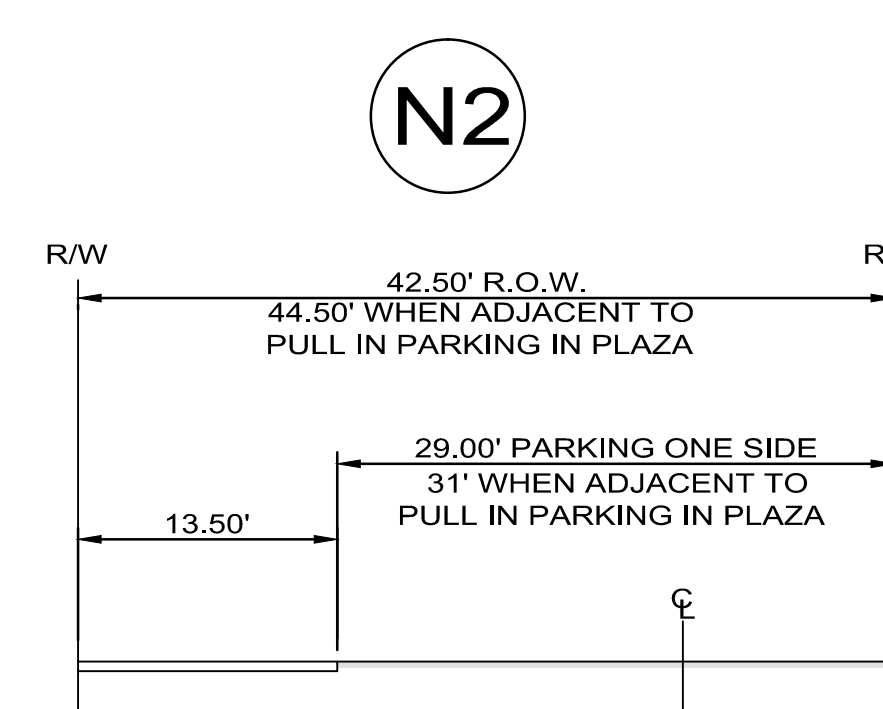 N2
R/W
R
42.50' R.O.W.
44.50' WHEN ADJACENT TO
PULL IN PARKING IN PLAZA
29.00' PARKING ONE SIDE
31' WHEN ADJACENT TO
PULL IN PARKING IN PLAZA
13.50'
℄